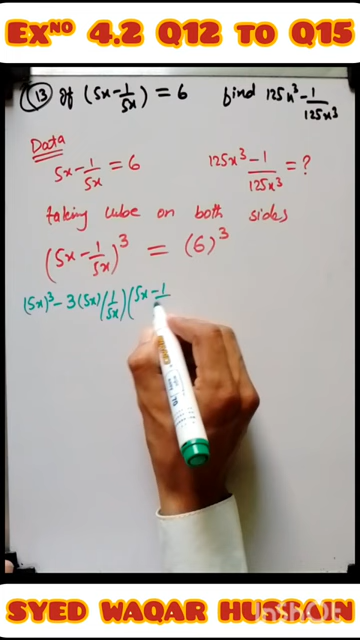 Exᴺᴼ 4.2 Q12 TO Q15
(13) If (5x - 1/5x) = 6 find 125x³ - 1/125x³
Data
5x - 1/5x = 6 125x³ - 1/125x³ = ?
taking cube on both sides
(5x - 1/5x)³ = (6)³
(5x)³ - 3(5x)(1/5x)(5x - 1
SYED WAQAR HUSSAIN
InShOt